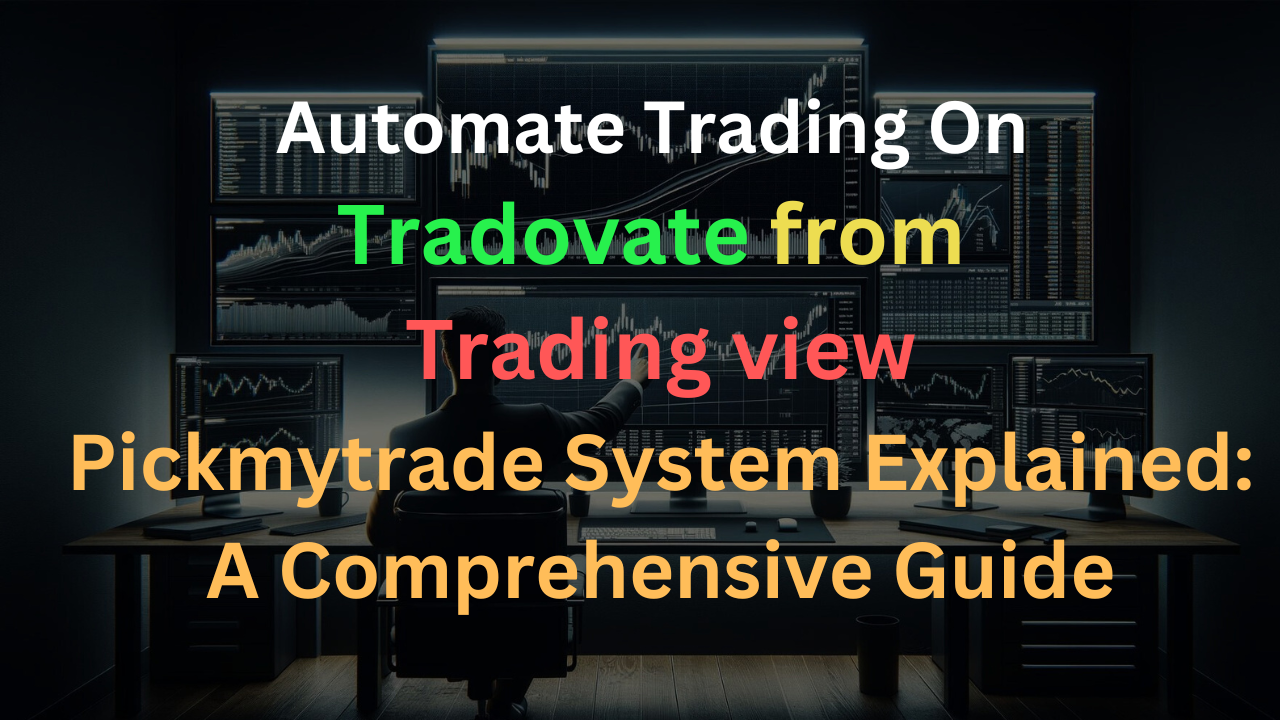 Automate Trading On
Tradovate from
Trading view
Pickmytrade System Explained:
A Comprehensive Guide